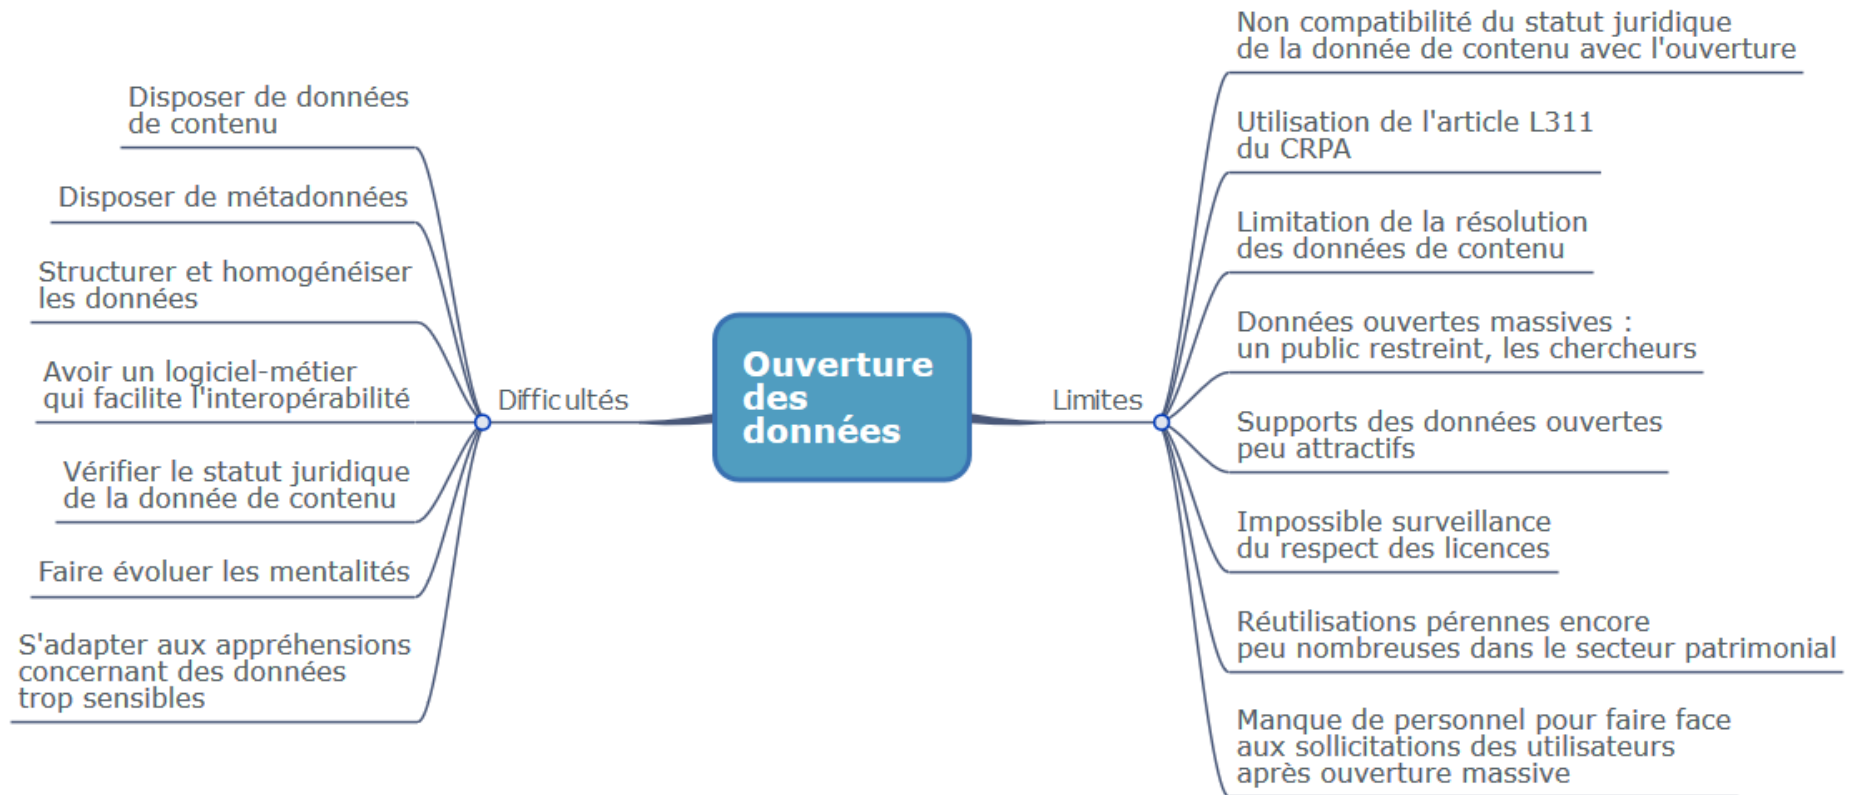 Ouverture
des
données
Difficultés
Disposer de données
de contenu
Disposer de métadonnées
Structurer et homogénéiser
les données
Avoir un logiciel-métier
qui facilite l'interopérabilité
Vérifier le statut juridique
de la donnée de contenu
Faire évoluer les mentalités
S'adapter aux appréhensions
concernant des données
trop sensibles
Limites
Non compatibilité du statut juridique
de la donnée de contenu avec l'ouverture
Utilisation de l'article L311
du CRPA
Limitation de la résolution
des données de contenu
Données ouvertes massives :
un public restreint, les chercheurs
Supports des données ouvertes
peu attractifs
Impossible surveillance
du respect des licences
Réutilisations pérennes encore
peu nombreuses dans le secteur patrimonial
Manque de personnel pour faire face
aux sollicitations des utilisateurs
après ouverture massive